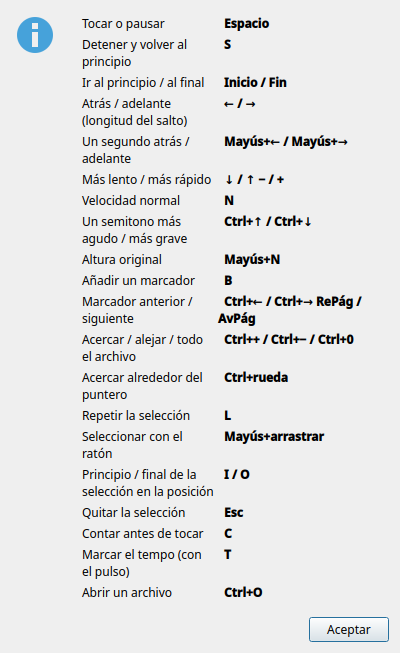 Tocar o pausar Espacio
Detener y volver al S
principio
Ir al principio / al final Inicio / Fin
Atrás / adelante ← / →
(longitud del salto)
Un segundo atrás / Mayús+← / Mayús+→
adelante
Más lento / más rápido ↓ / ↑ − / +
Velocidad normal N
Un semitono más Ctrl+↑ / Ctrl+↓
agudo / más grave
Altura original Mayús+N
Añadir un marcador B
Marcador anterior / Ctrl+← / Ctrl+→ RePág /
siguiente AvPág
Acercar / alejar / todo Ctrl++ / Ctrl+− / Ctrl+0
el archivo
Acercar alrededor del Ctrl+rueda
puntero
Repetir la selección L
Seleccionar con el Mayús+arrastrar
ratón
Principio / final de la I / O
selección en la posición
Quitar la selección Esc
Contar antes de tocar C
Marcar el tempo (con T
el pulso)
Abrir un archivo Ctrl+O
Aceptar